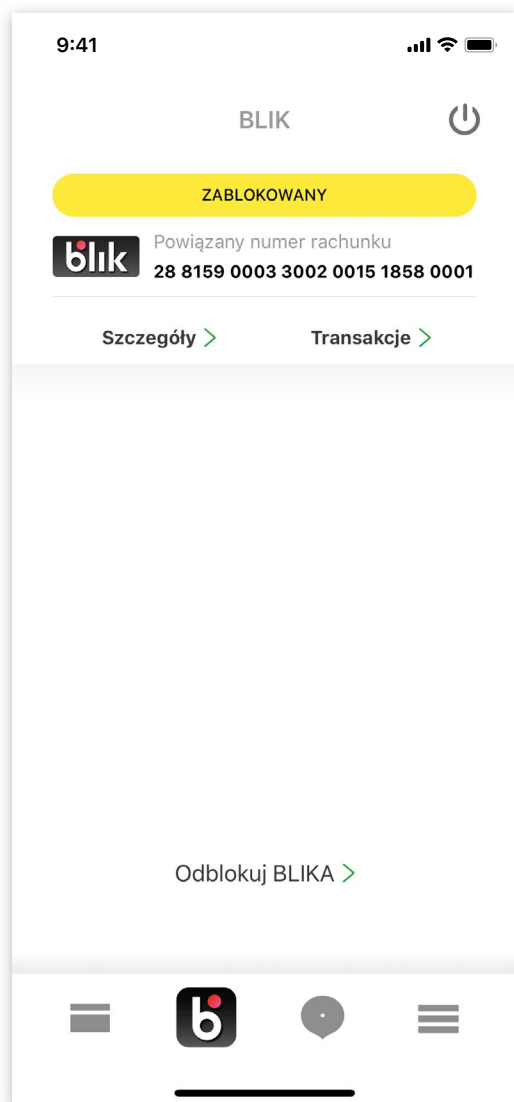 9:41
BLIK
ZABLOKOWANY
blik
Powiązany numer rachunku
28 8159 0003 3002 0015 1858 0001
Szczegóły
Transakcje
Odblokuj BLIKA
b